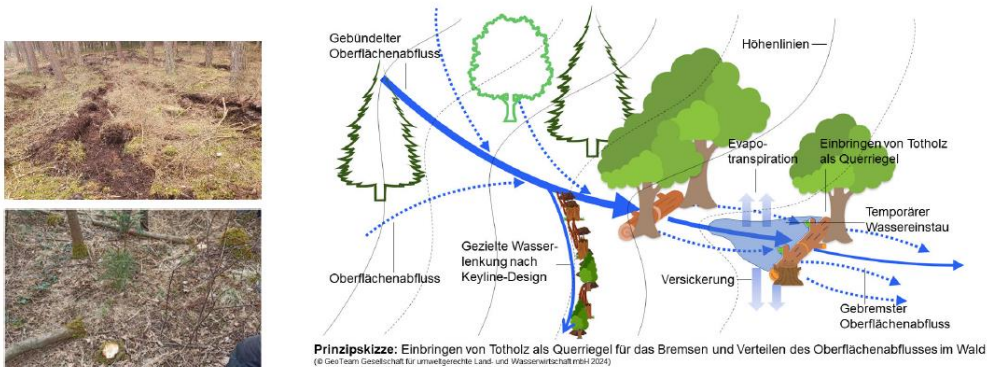 Gebündelter
Oberflächenabfluss
Höhenlinien
Evapo-
transpiration
Einbringen von Totholz
als Querriegel
Temporärer
Wassereinstau
Gezielte Wasser-
lenkung nach
Keyline-Design
Oberflächenabfluss
Versickerung
Gebremster
Oberflächenabfluss
Prinzipskizze: Einbringen von Totholz als Querriegel für das Bremsen und Verteilen des Oberflächenabflusses im Wald
(© GeoTeam Gesellschaft für umweltgerechte Land- und Wasserwirtschaft mbH 2024)